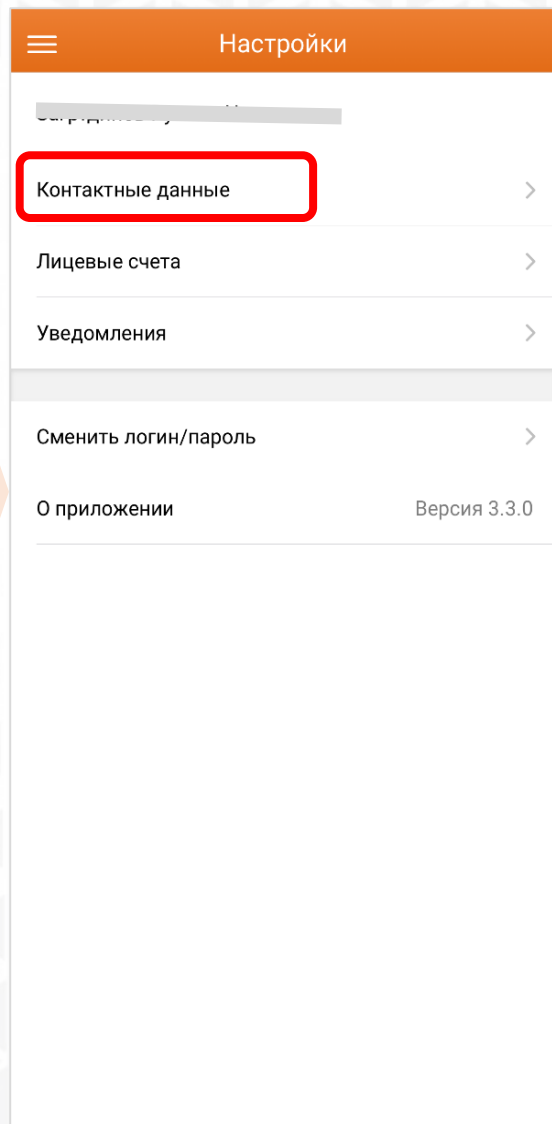 Настройки
Контактные данные
Лицевые счета
Уведомления
Сменить логин/пароль
О приложении
Версия 3.3.0